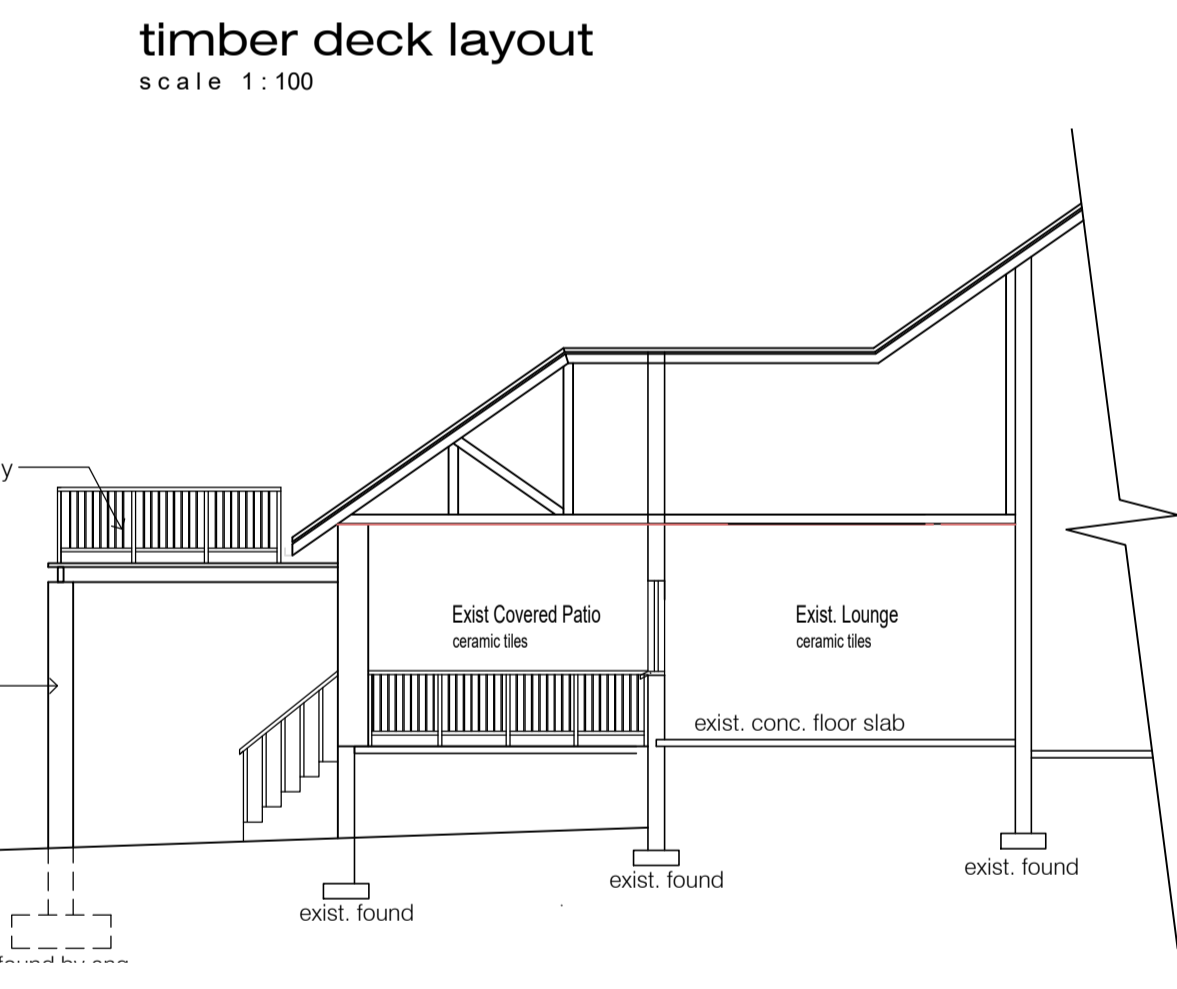 timber deck layout
scale 1:100
y
Exist Covered Patio
ceramic tiles
Exist. Lounge
ceramic tiles
exist. conc. floor slab
exist. found
exist. found
exist. found